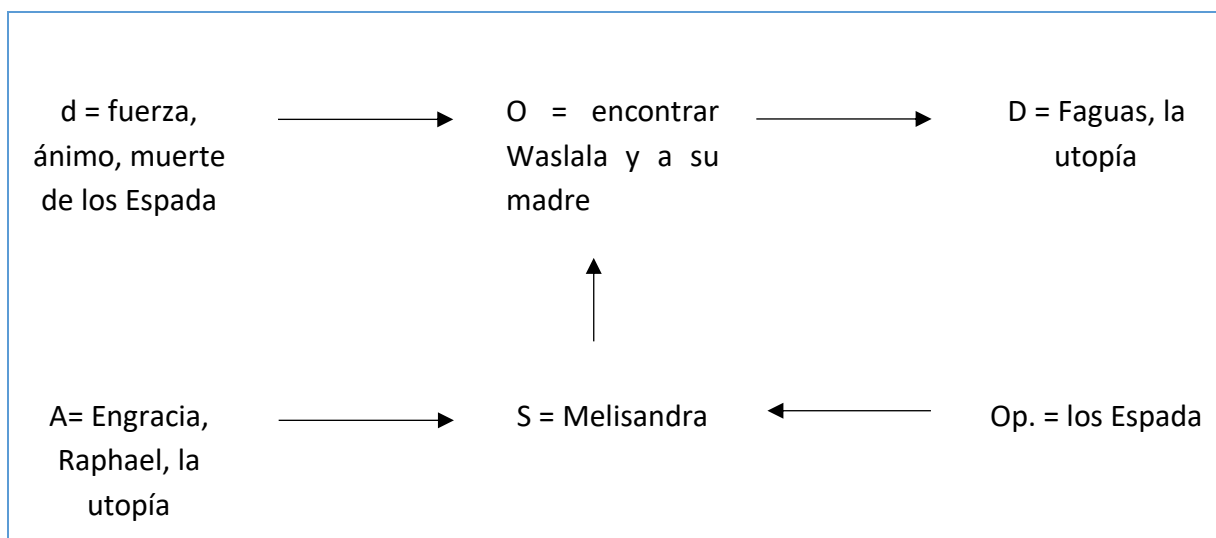 d = fuerza,
ánimo, muerte
de los Espada
O = encontrar
Waslala y a su
madre
D = Faguas, la
utopía
A= Engracia,
Raphael, la
utopía
S = Melisandra
Op. = los Espada